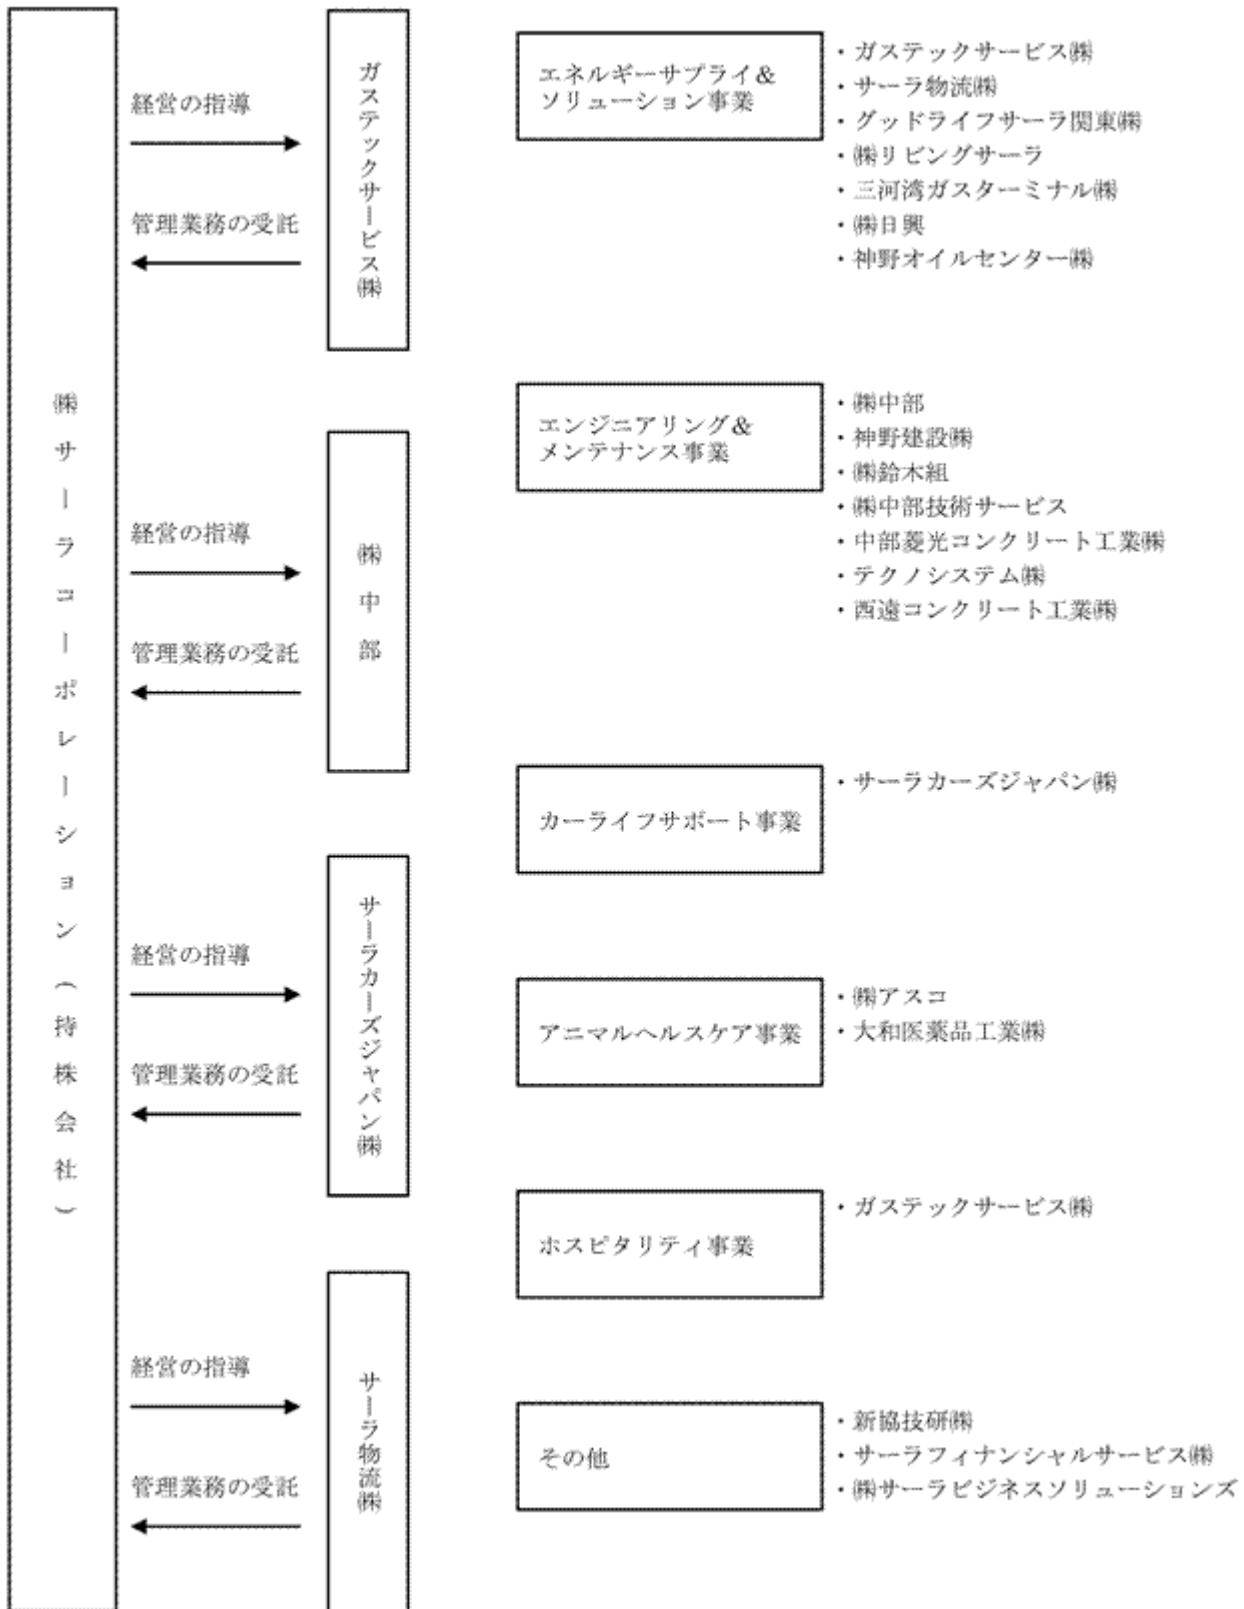 ㈱サーラコーポレーション（持株会社）
経営の指導
管理業務の受託
ガステックサービス㈱
経営の指導
管理業務の受託
㈱中部
経営の指導
管理業務の受託
サーラカーズジャパン㈱
経営の指導
管理業務の受託
サーラ物流㈱
エネルギーサプライ&
ソリューション事業
・ガステックサービス㈱
・サーラ物流㈱
・グッドライフサーラ関東㈱
・㈱リビングサーラ
・三河湾ガスターミナル㈱
・㈱日興
・神野オイルセンター㈱
エンジニアリング&
メンテナンス事業
・㈱中部
・神野建設㈱
・㈱鈴木組
・㈱中部技術サービス
・中部菱光コンクリート工業㈱
・テクノシステム㈱
・西遠コンクリート工業㈱
カーライフサポート事業
・サーラカーズジャパン㈱
アニマルヘルスケア事業
・㈱アスコ
・大和医薬品工業㈱
ホスピタリティ事業
・ガステックサービス㈱
その他
・新協技研㈱
・サーラフィナンシャルサービス㈱
・㈱サーラビジネスソリューションズ